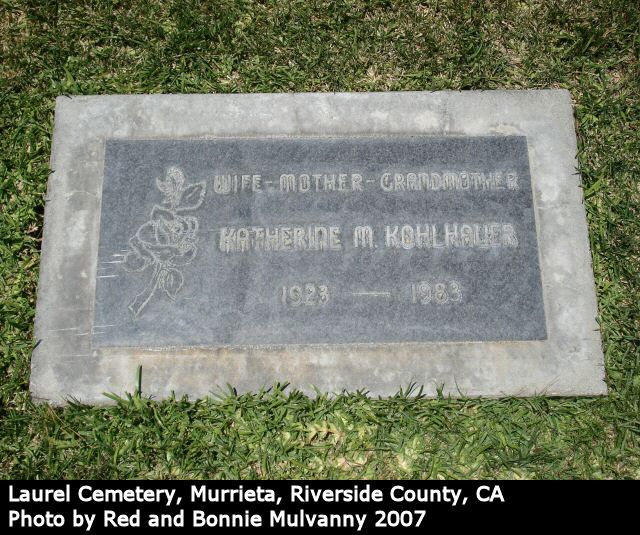 WIFE - MOTHER - GRANDMOTHER
KATHERINE M. KOHLHAUER
1923 — 1983
Laurel Cemetery, Murrieta, Riverside County, CA
Photo by Red and Bonnie Mulvanny 2007